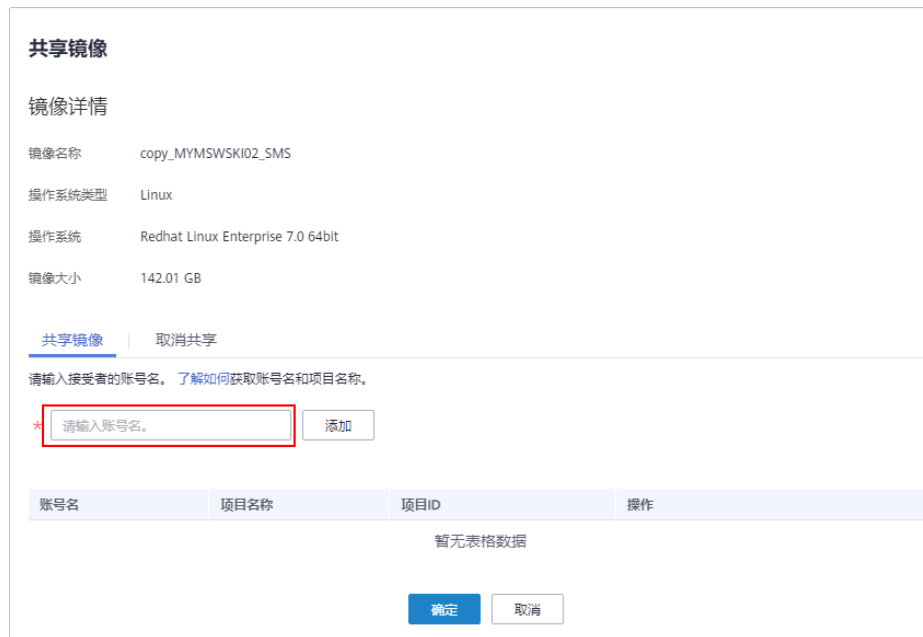 共享镜像
镜像详情
镜像名称 copy_MYMSWSKI02_SMS
操作系统类型 Linux
操作系统 Redhat Linux Enterprise 7.0 64bit
镜像大小 142.01 GB
共享镜像 取消共享
请输入接受者的账号名。 了解如何获取账号名和项目名称。
* 请输入账号名。 添加
账号名 项目名称 项目ID 操作
暂无表格数据
确定 取消